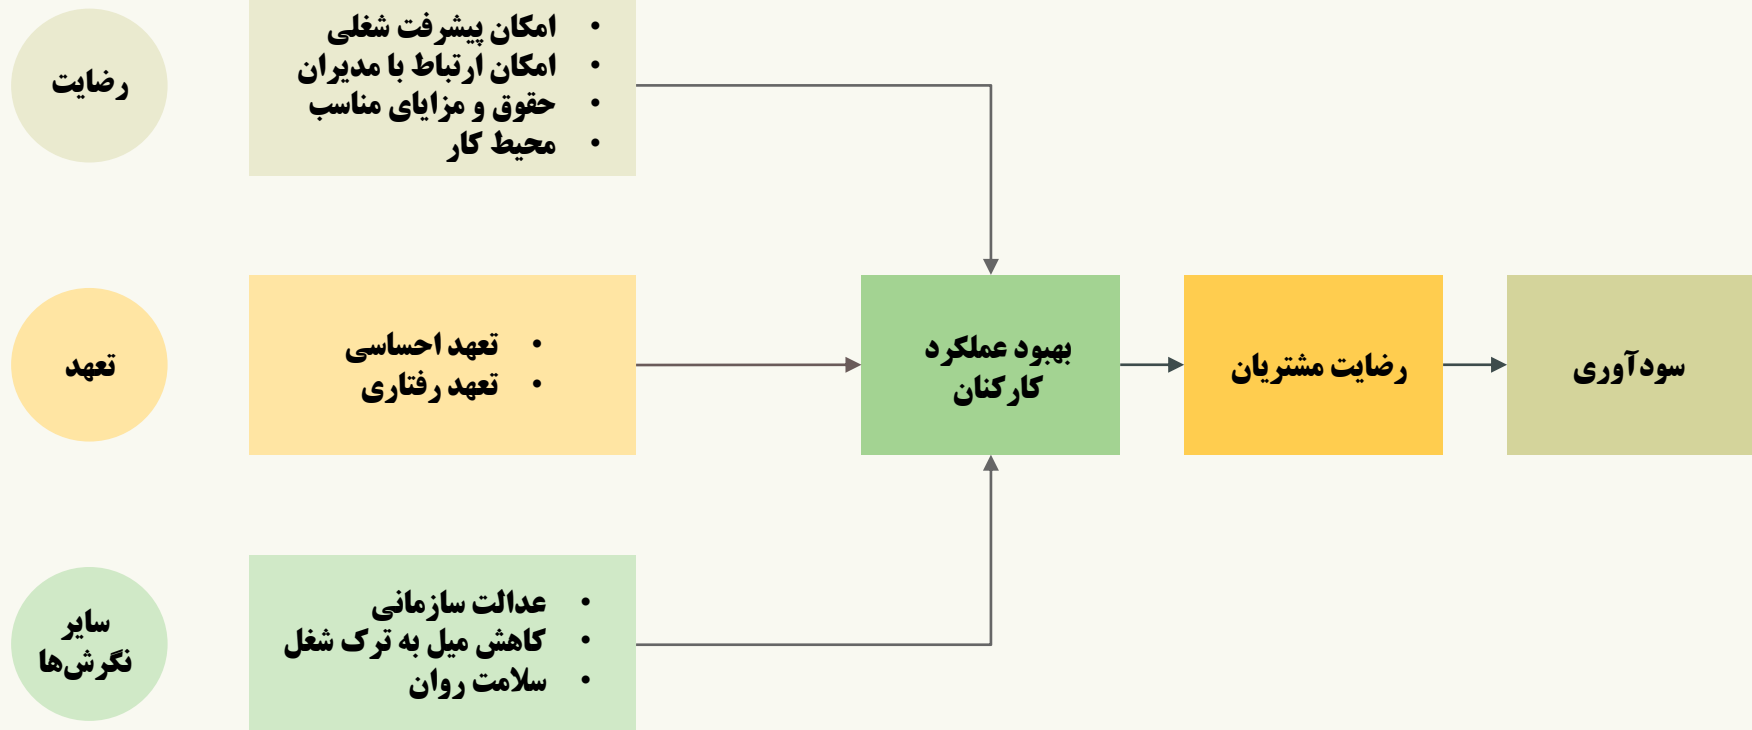 رضایت
• امکان پیشرفت شغلی
• امکان ارتباط با مدیران
• حقوق و مزایای مناسب
• محیط کار
تعهد
• تعهد احساسی
• تعهد رفتاری
بهبود عملکرد
کارکنان
رضایت مشتریان
سودآوری
سایر
نگرش‌ها
• عدالت سازمانی
• کاهش میل به ترک شغل
• سلامت روان